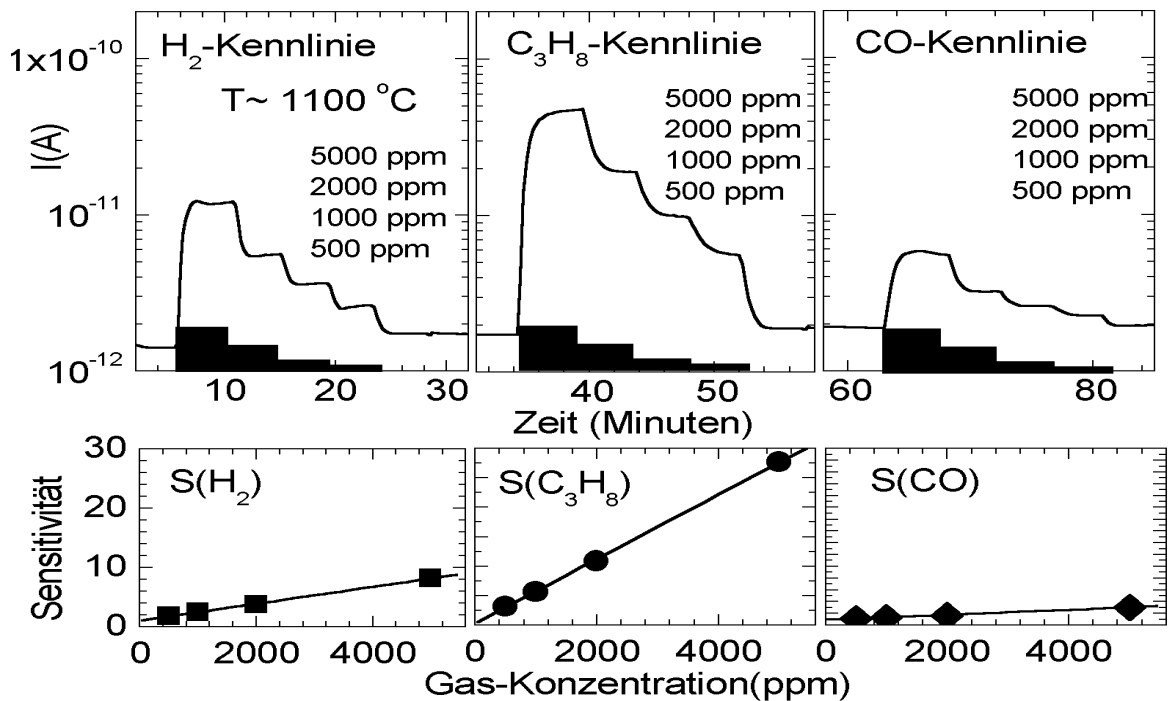 H₂-Kennlinie
T~ 1100 °C
5000 ppm
2000 ppm
1000 ppm
500 ppm
C₃H₈-Kennlinie
5000 ppm
2000 ppm
1000 ppm
500 ppm
CO-Kennlinie
5000 ppm
2000 ppm
1000 ppm
500 ppm
I(A)
1x10⁻¹⁰
10⁻¹¹
10⁻¹²
10 20 30 40 50 60 80
Zeit (Minuten)
Sensitivität
30
20
10
0
S(H₂)
S(C₃H₈)
S(CO)
0 2000 4000 0 2000 4000 0 2000 4000
Gas-Konzentration(ppm)